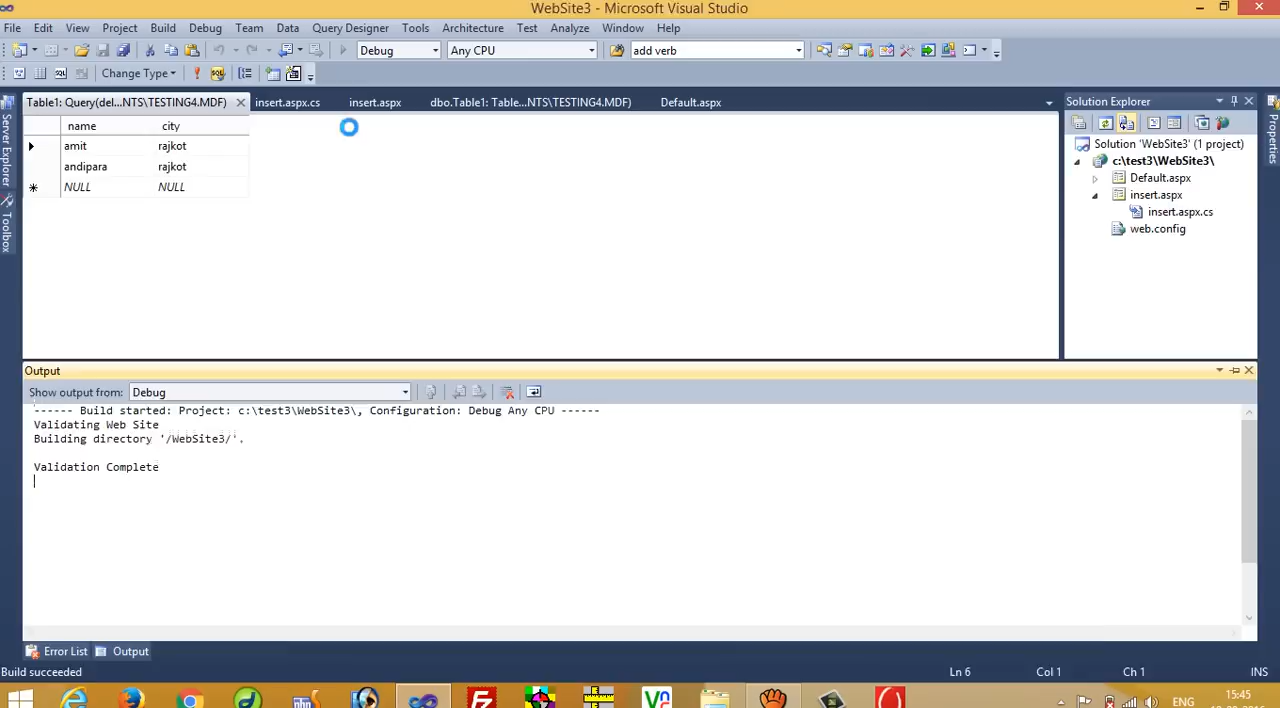 WebSite3 - Microsoft Visual Studio
File Edit View Project Build Debug Team Data Query Designer Tools Architecture Test Analyze Window Help
Debug Any CPU add verb
Change Type
Table1: Query(del...NTS\TESTING4.MDF) insert.aspx.cs insert.aspx dbo.Table1: Table...NTS\TESTING4.MDF) Default.aspx
name city
amit rajkot
andipara rajkot
NULL NULL
Server Explorer
Toolbox
Solution Explorer
Solution 'WebSite3' (1 project)
c:\test3\WebSite3\
Default.aspx
insert.aspx
insert.aspx.cs
web.config
Properties
Output
Show output from: Debug
------ Build started: Project: c:\test3\WebSite3\, Configuration: Debug Any CPU ------
Validating Web Site
Building directory '/WebSite3/'.
Validation Complete
Error List Output
Build succeeded Ln 6 Col 1 Ch 1 INS
ENG 15:45